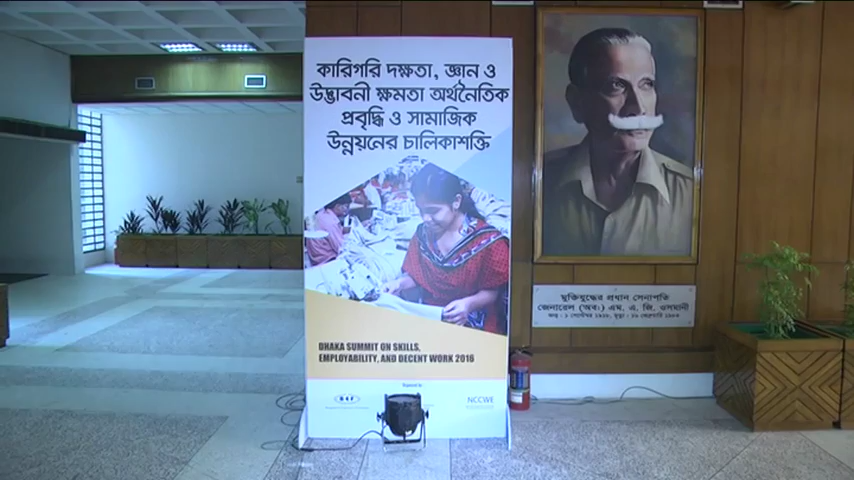 কারিগরি দক্ষতা, জ্ঞান ও
উদ্ভাবনী ক্ষমতা অর্থনৈতিক
প্রবৃদ্ধি ও সামাজিক
উন্নয়নের চালিকাশক্তি
DHAKA SUMMIT ON SKILLS,
EMPLOYABILITY, AND DECENT WORK 2016
BEF
NCCWE
মুক্তিযুদ্ধের প্রধান সেনাপতি
জেনারেল (অবঃ) এম. এ. জি. ওসমানী